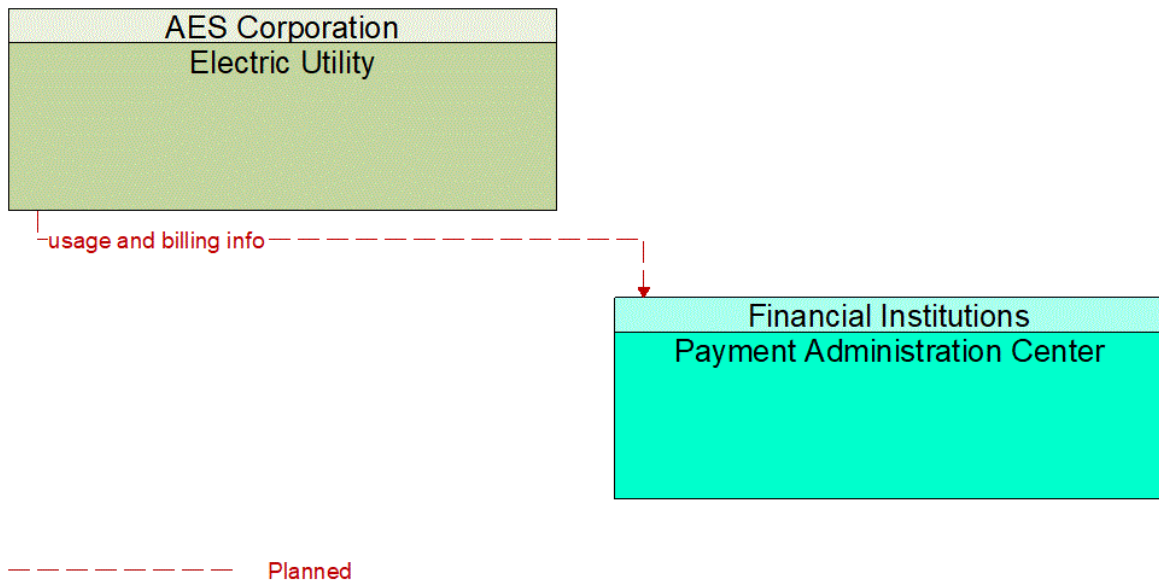 AES Corporation
Electric Utility
usage and billing info
Financial Institutions
Payment Administration Center
Planned